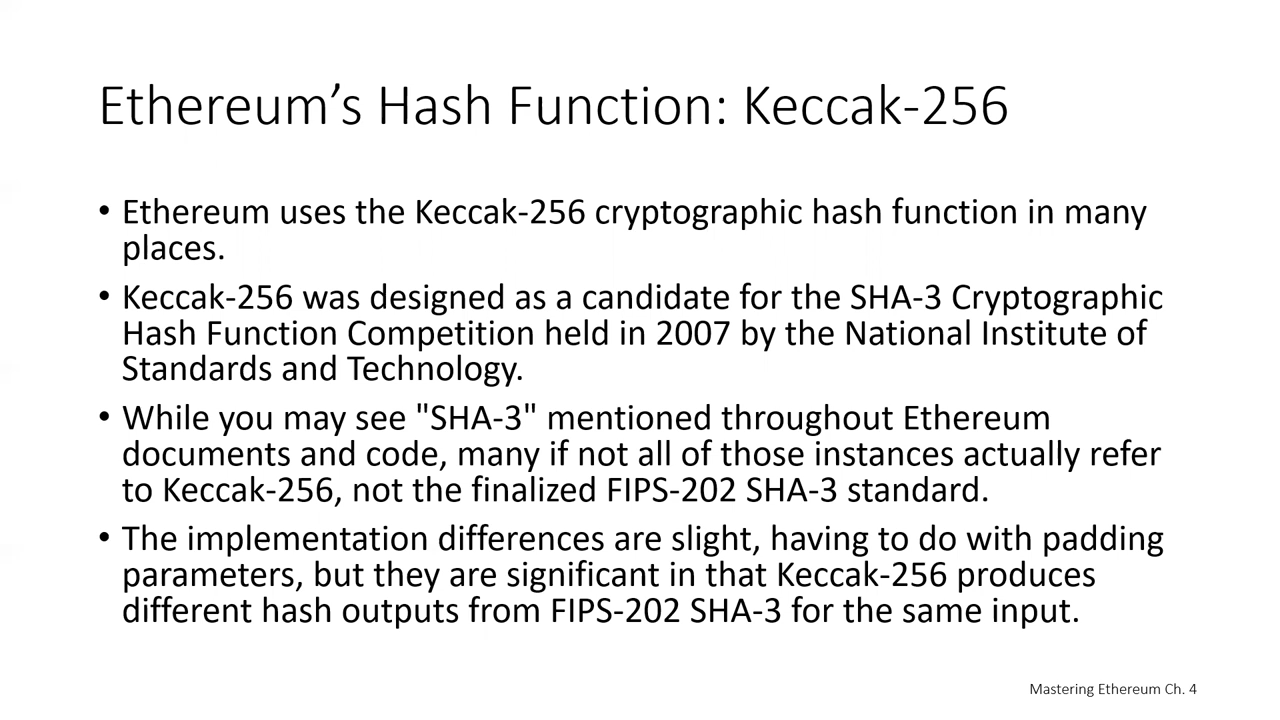 Ethereum’s Hash Function: Keccak-256
• Ethereum uses the Keccak-256 cryptographic hash function in many
places.
• Keccak-256 was designed as a candidate for the SHA-3 Cryptographic
Hash Function Competition held in 2007 by the National Institute of
Standards and Technology.
• While you may see "SHA-3" mentioned throughout Ethereum
documents and code, many if not all of those instances actually refer
to Keccak-256, not the finalized FIPS-202 SHA-3 standard.
• The implementation differences are slight, having to do with padding
parameters, but they are significant in that Keccak-256 produces
different hash outputs from FIPS-202 SHA-3 for the same input.
Mastering Ethereum Ch. 4